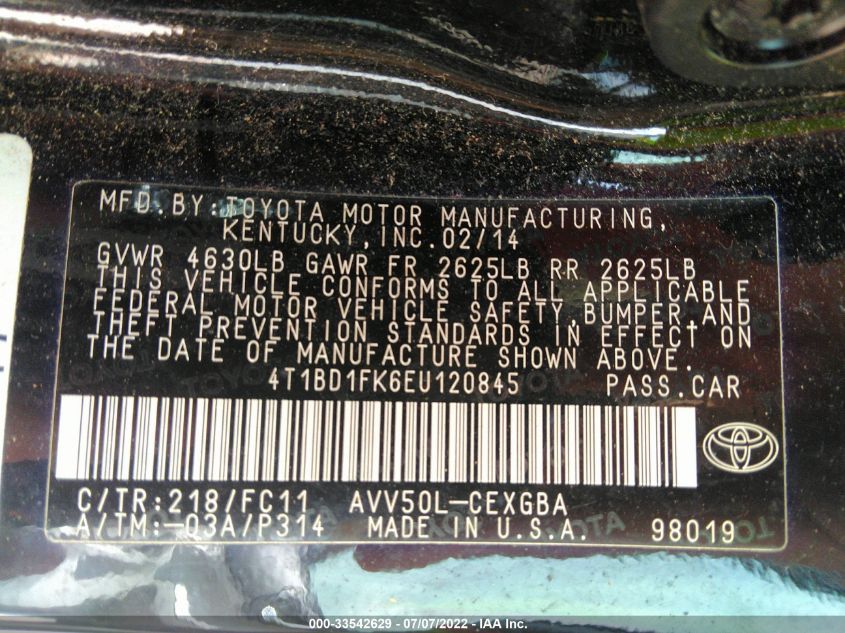 MFD. BY: TOYOTA MOTOR MANUFACTURING,
KENTUCKY, INC. 02/14
GVWR 4630LB GAWR FR 2625LB RR 2625LB
THIS VEHICLE CONFORMS TO ALL APPLICABLE
FEDERAL MOTOR VEHICLE SAFETY, BUMPER AND
THEFT PREVENTION STANDARDS IN EFFECT ON
THE DATE OF MANUFACTURE SHOWN ABOVE.
4T1BD1FK6EU120845 PASS.CAR
C/TR:218/FC11 AVV50L-CEXGBA
A/TM:-Q3A/P314 MADE IN U.S.A. 98019
000-33542629 - 07/07/2022 - IAA Inc.